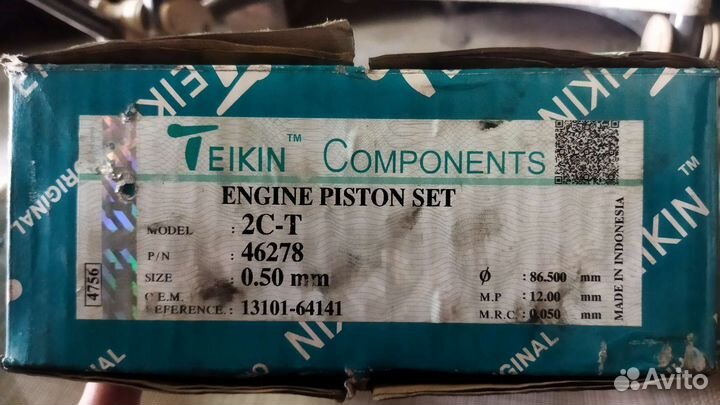 TEIKIN™ COMPONENTS
ENGINE PISTON SET
MODEL : 2C-T
P/N : 46278
SIZE : 0.50 mm
O.E.M.
REFERENCE. : 13101-64141
Ø : 86.500 mm
M.P : 12.00 mm
M.R.C. : 0.050 mm
MADE IN INDONESIA
4756
ORIGINAL
TEIKIN
ORIGINAL
Avito